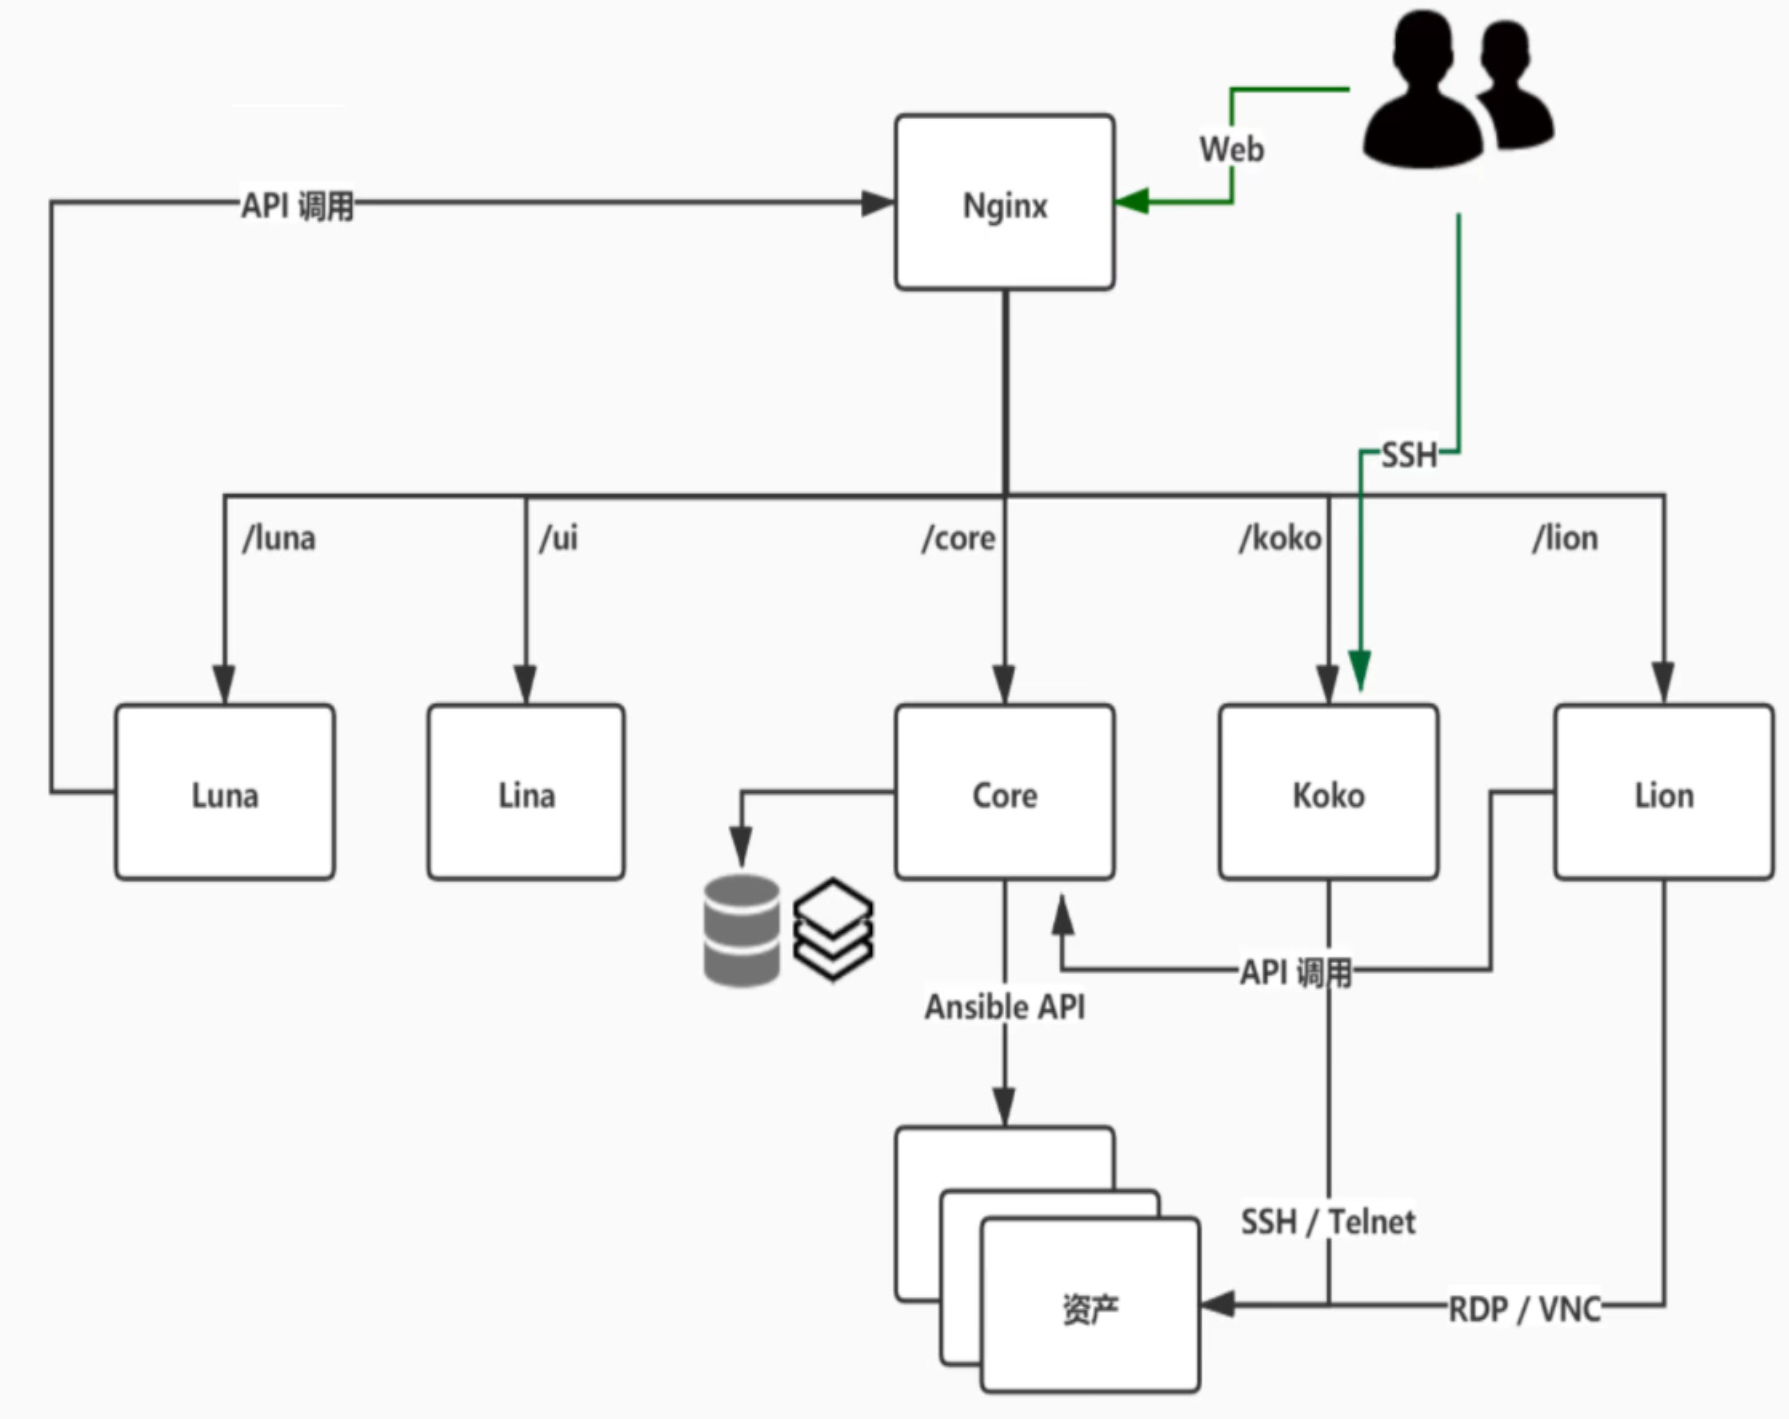 Web
API 调用
Nginx
SSH
/luna
/ui
/core
/koko
/lion
Luna
Lina
Core
Koko
Lion
API 调用
Ansible API
SSH / Telnet
资产
RDP / VNC